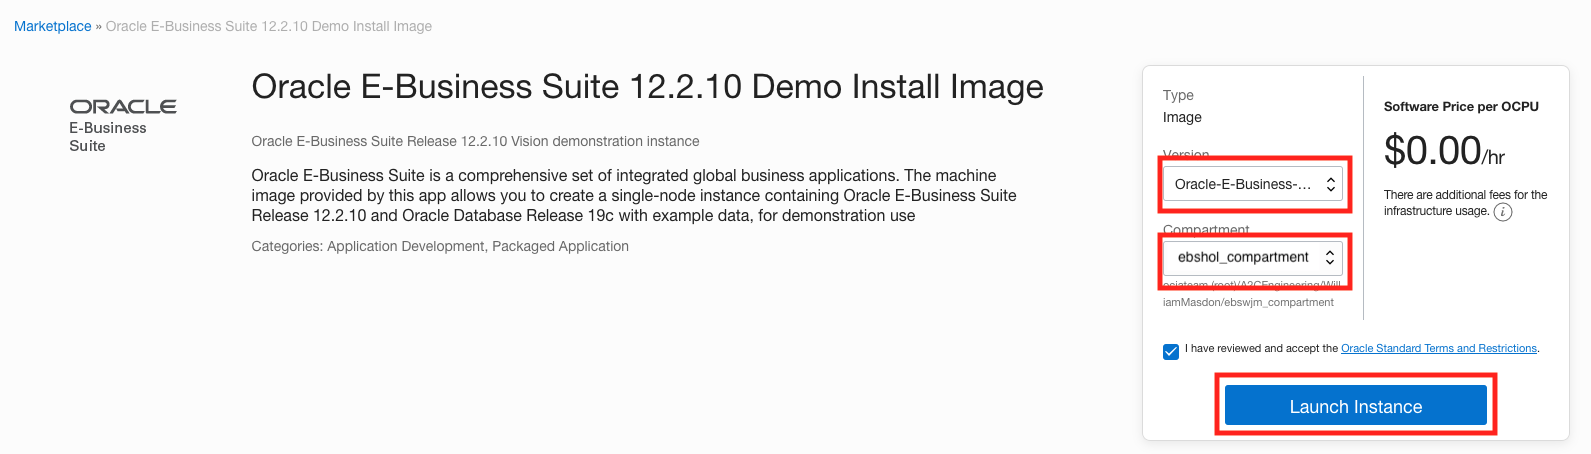 Marketplace » Oracle E-Business Suite 12.2.10 Demo Install Image
ORACLE
E-Business
Suite
Oracle E-Business Suite 12.2.10 Demo Install Image
Oracle E-Business Suite Release 12.2.10 Vision demonstration instance
Oracle E-Business Suite is a comprehensive set of integrated global business applications. The machine
image provided by this app allows you to create a single-node instance containing Oracle E-Business Suite
Release 12.2.10 and Oracle Database Release 19c with example data, for demonstration use
Categories: Application Development, Packaged Application
Type
Image
Version
Oracle-E-Business-...
Compartment
ebshol_compartment
(root)/A2CEngineering/Will
iamMasdon/ebswjm_compartment
Software Price per OCPU
$0.00/hr
There are additional fees for the
infrastructure usage. i
I have reviewed and accept the Oracle Standard Terms and Restrictions.
Launch Instance